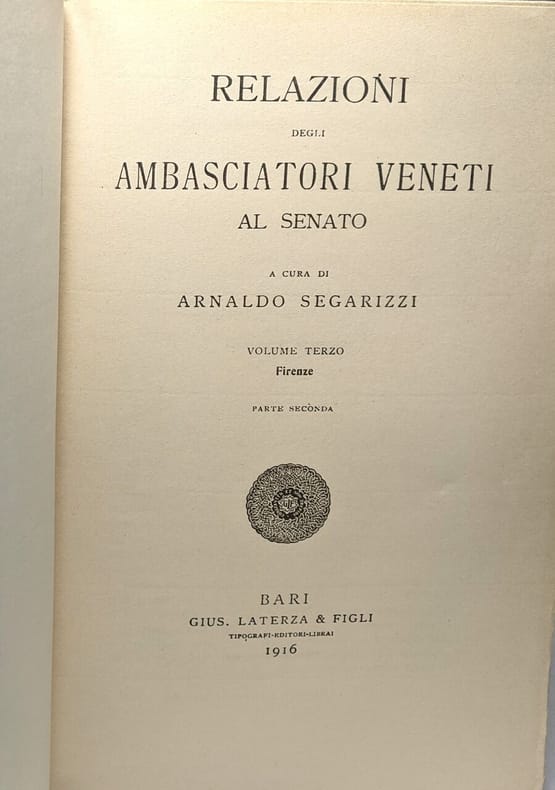 RELAZIONI
DEGLI
AMBASCIATORI VENETI
AL SENATO
A CURA DI
ARNALDO SEGARIZZI
VOLUME TERZO
Firenze
PARTE SECONDA
BARI
GIUS. LATERZA & FIGLI
TIPOGRAFI-EDITORI-LIBRAI
1916